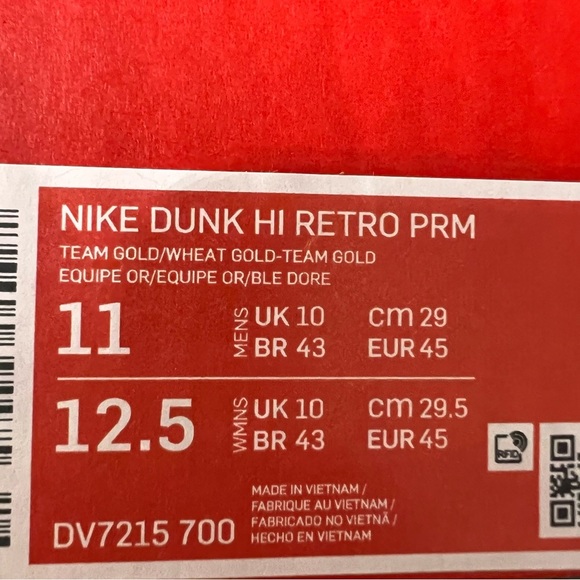 NIKE DUNK HI RETRO PRM
TEAM GOLD/WHEAT GOLD-TEAM GOLD
EQUIPE OR/EQUIPE OR/BLE DORE
11 MENS UK 10 CM 29
BR 43 EUR 45
12.5 WMNS UK 10 CM 29.5
BR 43 EUR 45
RFID
MADE IN VIETNAM /
FABRIQUE AU VIETNAM /
FABRICADO NO VIETNÃ /
HECHO EN VIETNAM
DV7215 700